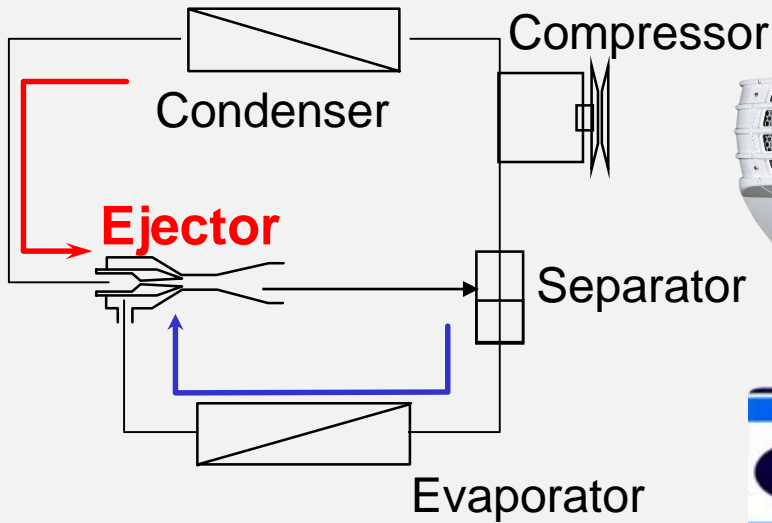 Compressor
Condenser
Ejector
Separator
Evaporator